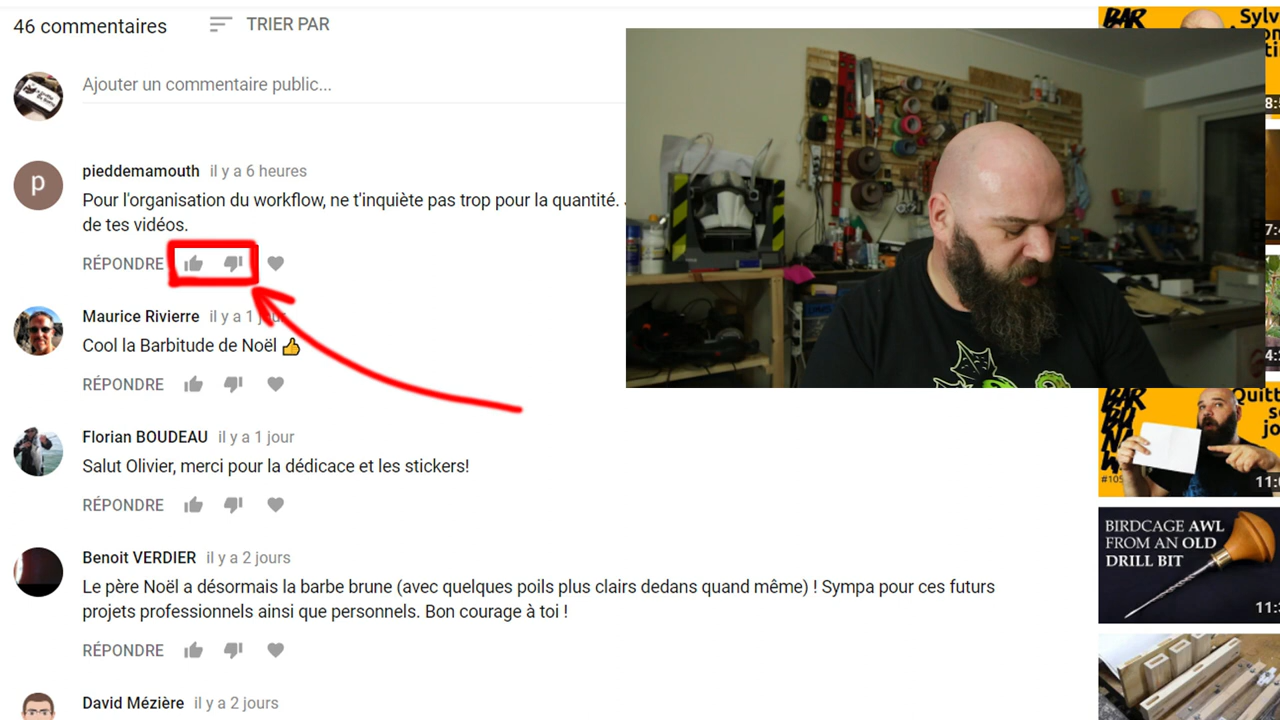 46 commentaires
TRIER PAR
Ajouter un commentaire public...
pieddemamouth il y a 6 heures
Pour l'organisation du workflow, ne t'inquiète pas trop pour la quantité.
de tes vidéos.
RÉPONDRE
Maurice Rivierre il y a 1 jour
Cool la Barbitude de Noël 👍
RÉPONDRE
Florian BOUDEAU il y a 1 jour
Salut Olivier, merci pour la dédicace et les stickers!
RÉPONDRE
Benoit VERDIER il y a 2 jours
Le père Noël a désormais la barbe brune (avec quelques poils plus clairs dedans quand même) ! Sympa pour ces futurs
projets professionnels ainsi que personnels. Bon courage à toi !
RÉPONDRE
David Mézière il y a 2 jours
p
BAR
Sylv
8:
7:
4:
BAR
Quitt
jo
#105
11:
BIRDCAGE AWL
FROM AN OLD
DRILL BIT
11: